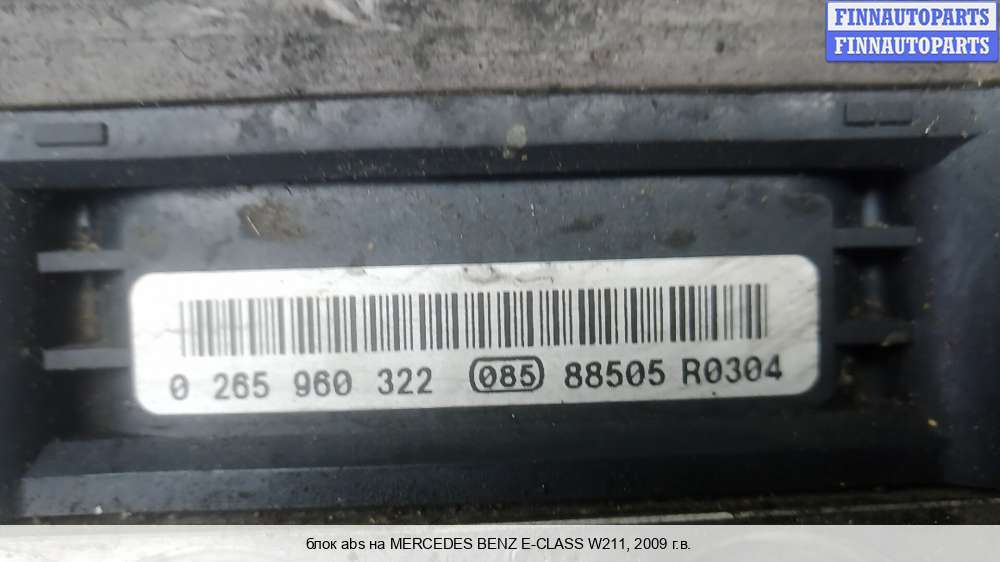 FINNAUTOPARTS
FINNAUTOPARTS
0 265 960 322 085 88505 R0304
блок abs на MERCEDES BENZ E-CLASS W211, 2009 г.в.